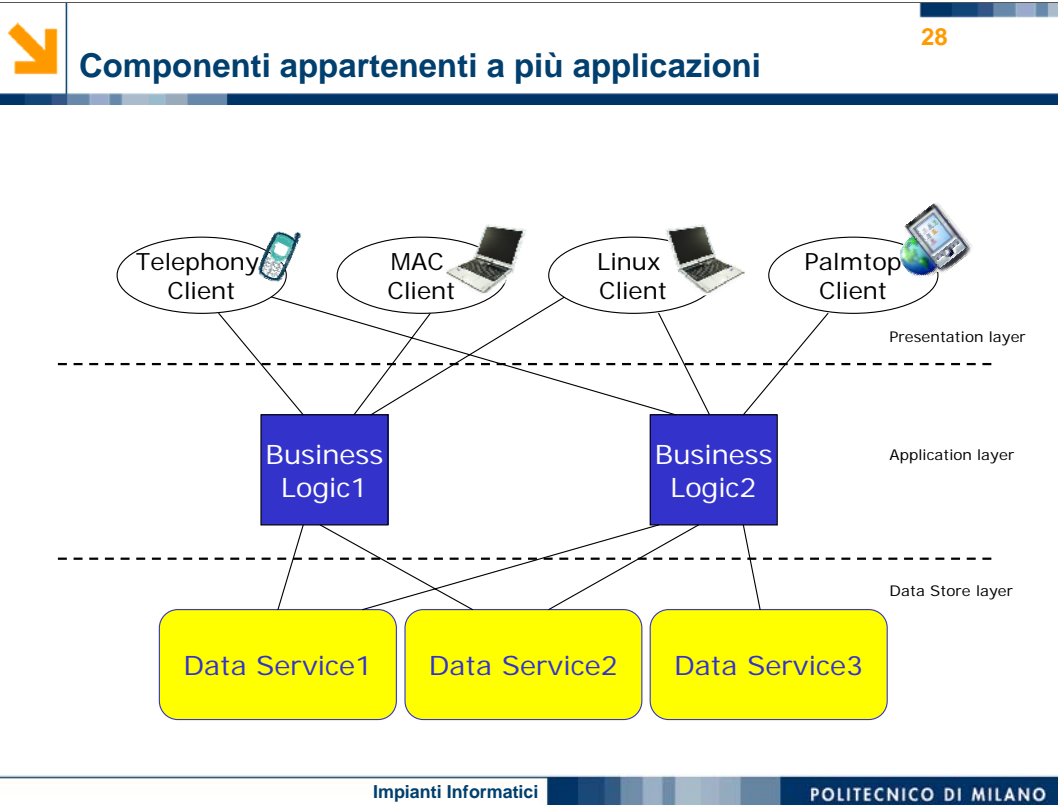 28
Componenti appartenenti a più applicazioni
Telephony
Client
MAC
Client
Linux
Client
Palmtop
Client
Presentation layer
Business
Logic1
Business
Logic2
Application layer
Data Store layer
Data Service1
Data Service2
Data Service3
Impianti Informatici
POLITECNICO DI MILANO